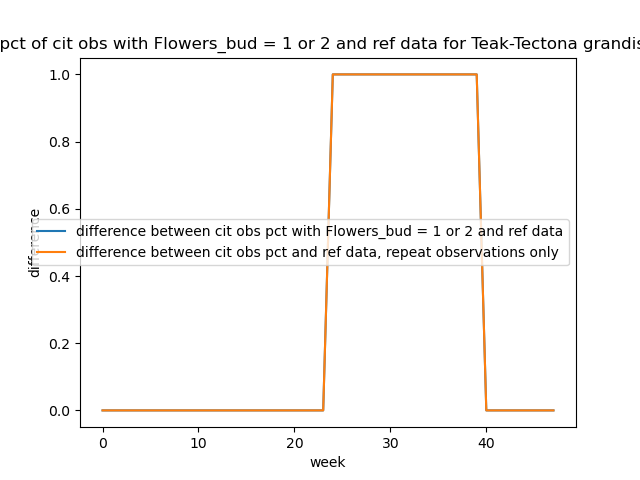 pct of cit obs with Flowers_bud = 1 or 2 and ref data for Teak-Tectona grandis
1.0
0.8
0.6
0.4
0.2
0.0
difference
difference between cit obs pct with Flowers_bud = 1 or 2 and ref data
difference between cit obs pct and ref data, repeat observations only
0 10 20 30 40
week